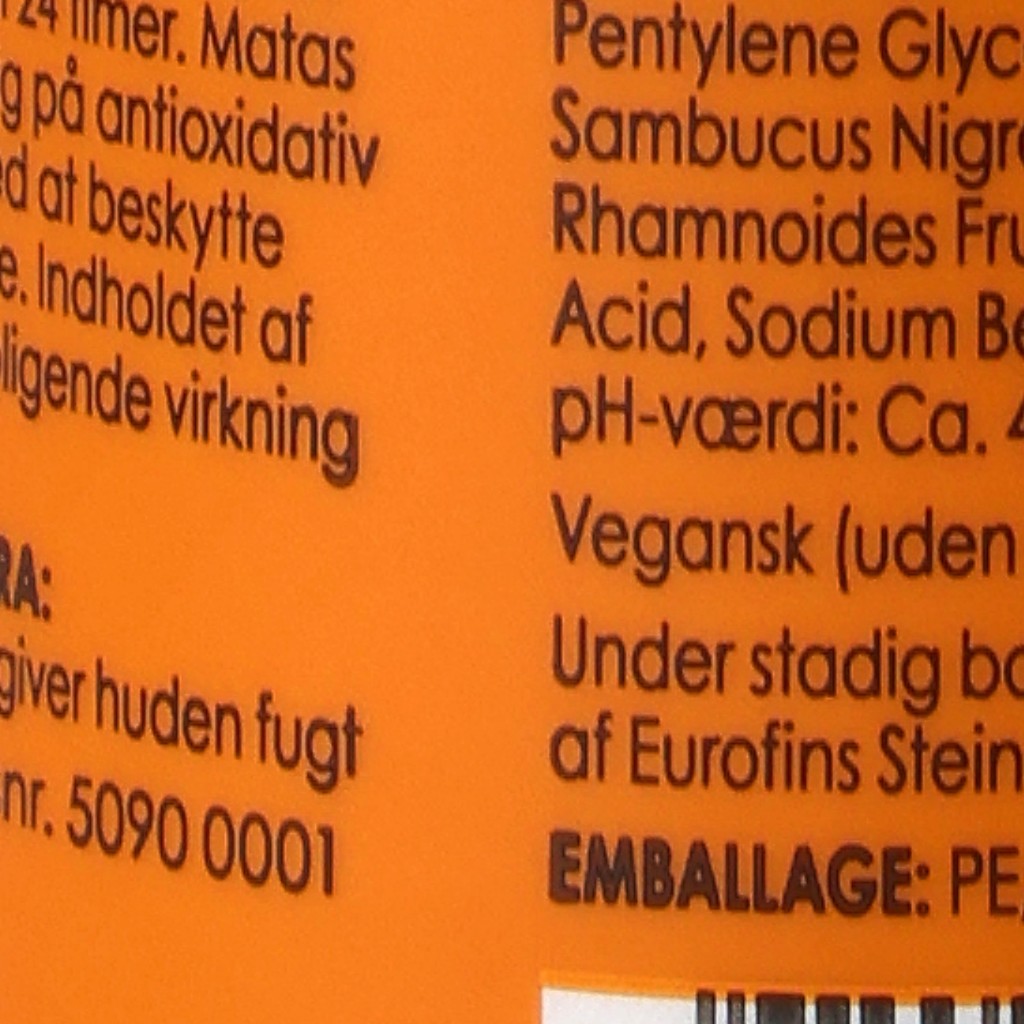 24 timer. Matas
på antioxidativ
at beskytte
Indholdet af
virkning
RA:
giver huden fugt
nr. 5090 0001
Pentylene Glyc
Sambucus Nigr
Rhamnoides Fru
Acid, Sodium Be
pH-værdi: Ca. 4
Vegansk (uden
Under stadig
af Eurofins Stein
EMBALLAGE: PE,